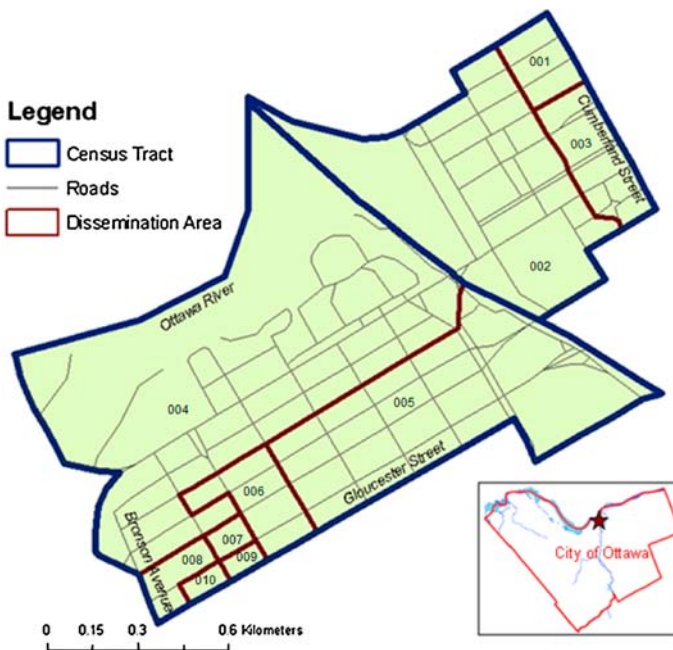 Legend
Census Tract
Roads
Dissemination Area
001
Cumberland Street
003
002
Ottawa River
004
005
Gloucester Street
006
Bronson Avenue
007
008
009
010
City of Ottawa
0 0.15 0.3 0.6 Kilometers